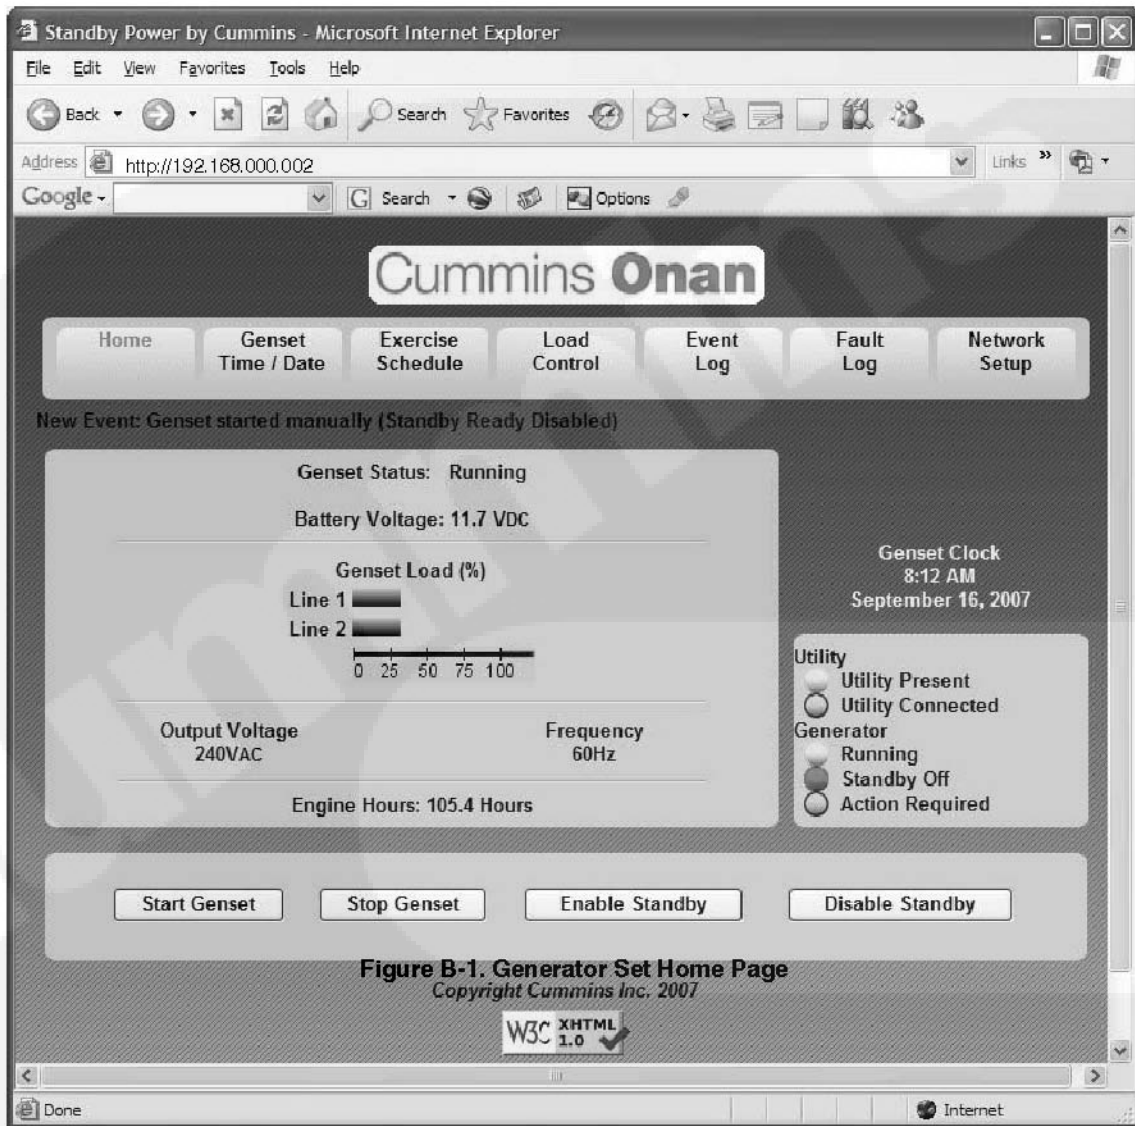 Standby Power by Cummins - Microsoft Internet Explorer
File Edit View Favorites Tools Help
Back Search Favorites
Address http://192.168.000.002 Links »
Google G Search Options
Cummins Onan
Home Genset Time / Date Exercise Schedule Load Control Event Log Fault Log Network Setup
New Event: Genset started manually (Standby Ready Disabled)
Genset Status: Running
Battery Voltage: 11.7 VDC
Genset Load (%)
Line 1
Line 2
0 25 50 75 100
Output Voltage
240VAC
Frequency
60Hz
Engine Hours: 105.4 Hours
Genset Clock
8:12 AM
September 16, 2007
Utility
Utility Present
Utility Connected
Generator
Running
Standby Off
Action Required
Start Genset Stop Genset Enable Standby Disable Standby
Figure B-1. Generator Set Home Page
Copyright Cummins Inc. 2007
W3C XHTML 1.0
Done Internet
Cummins